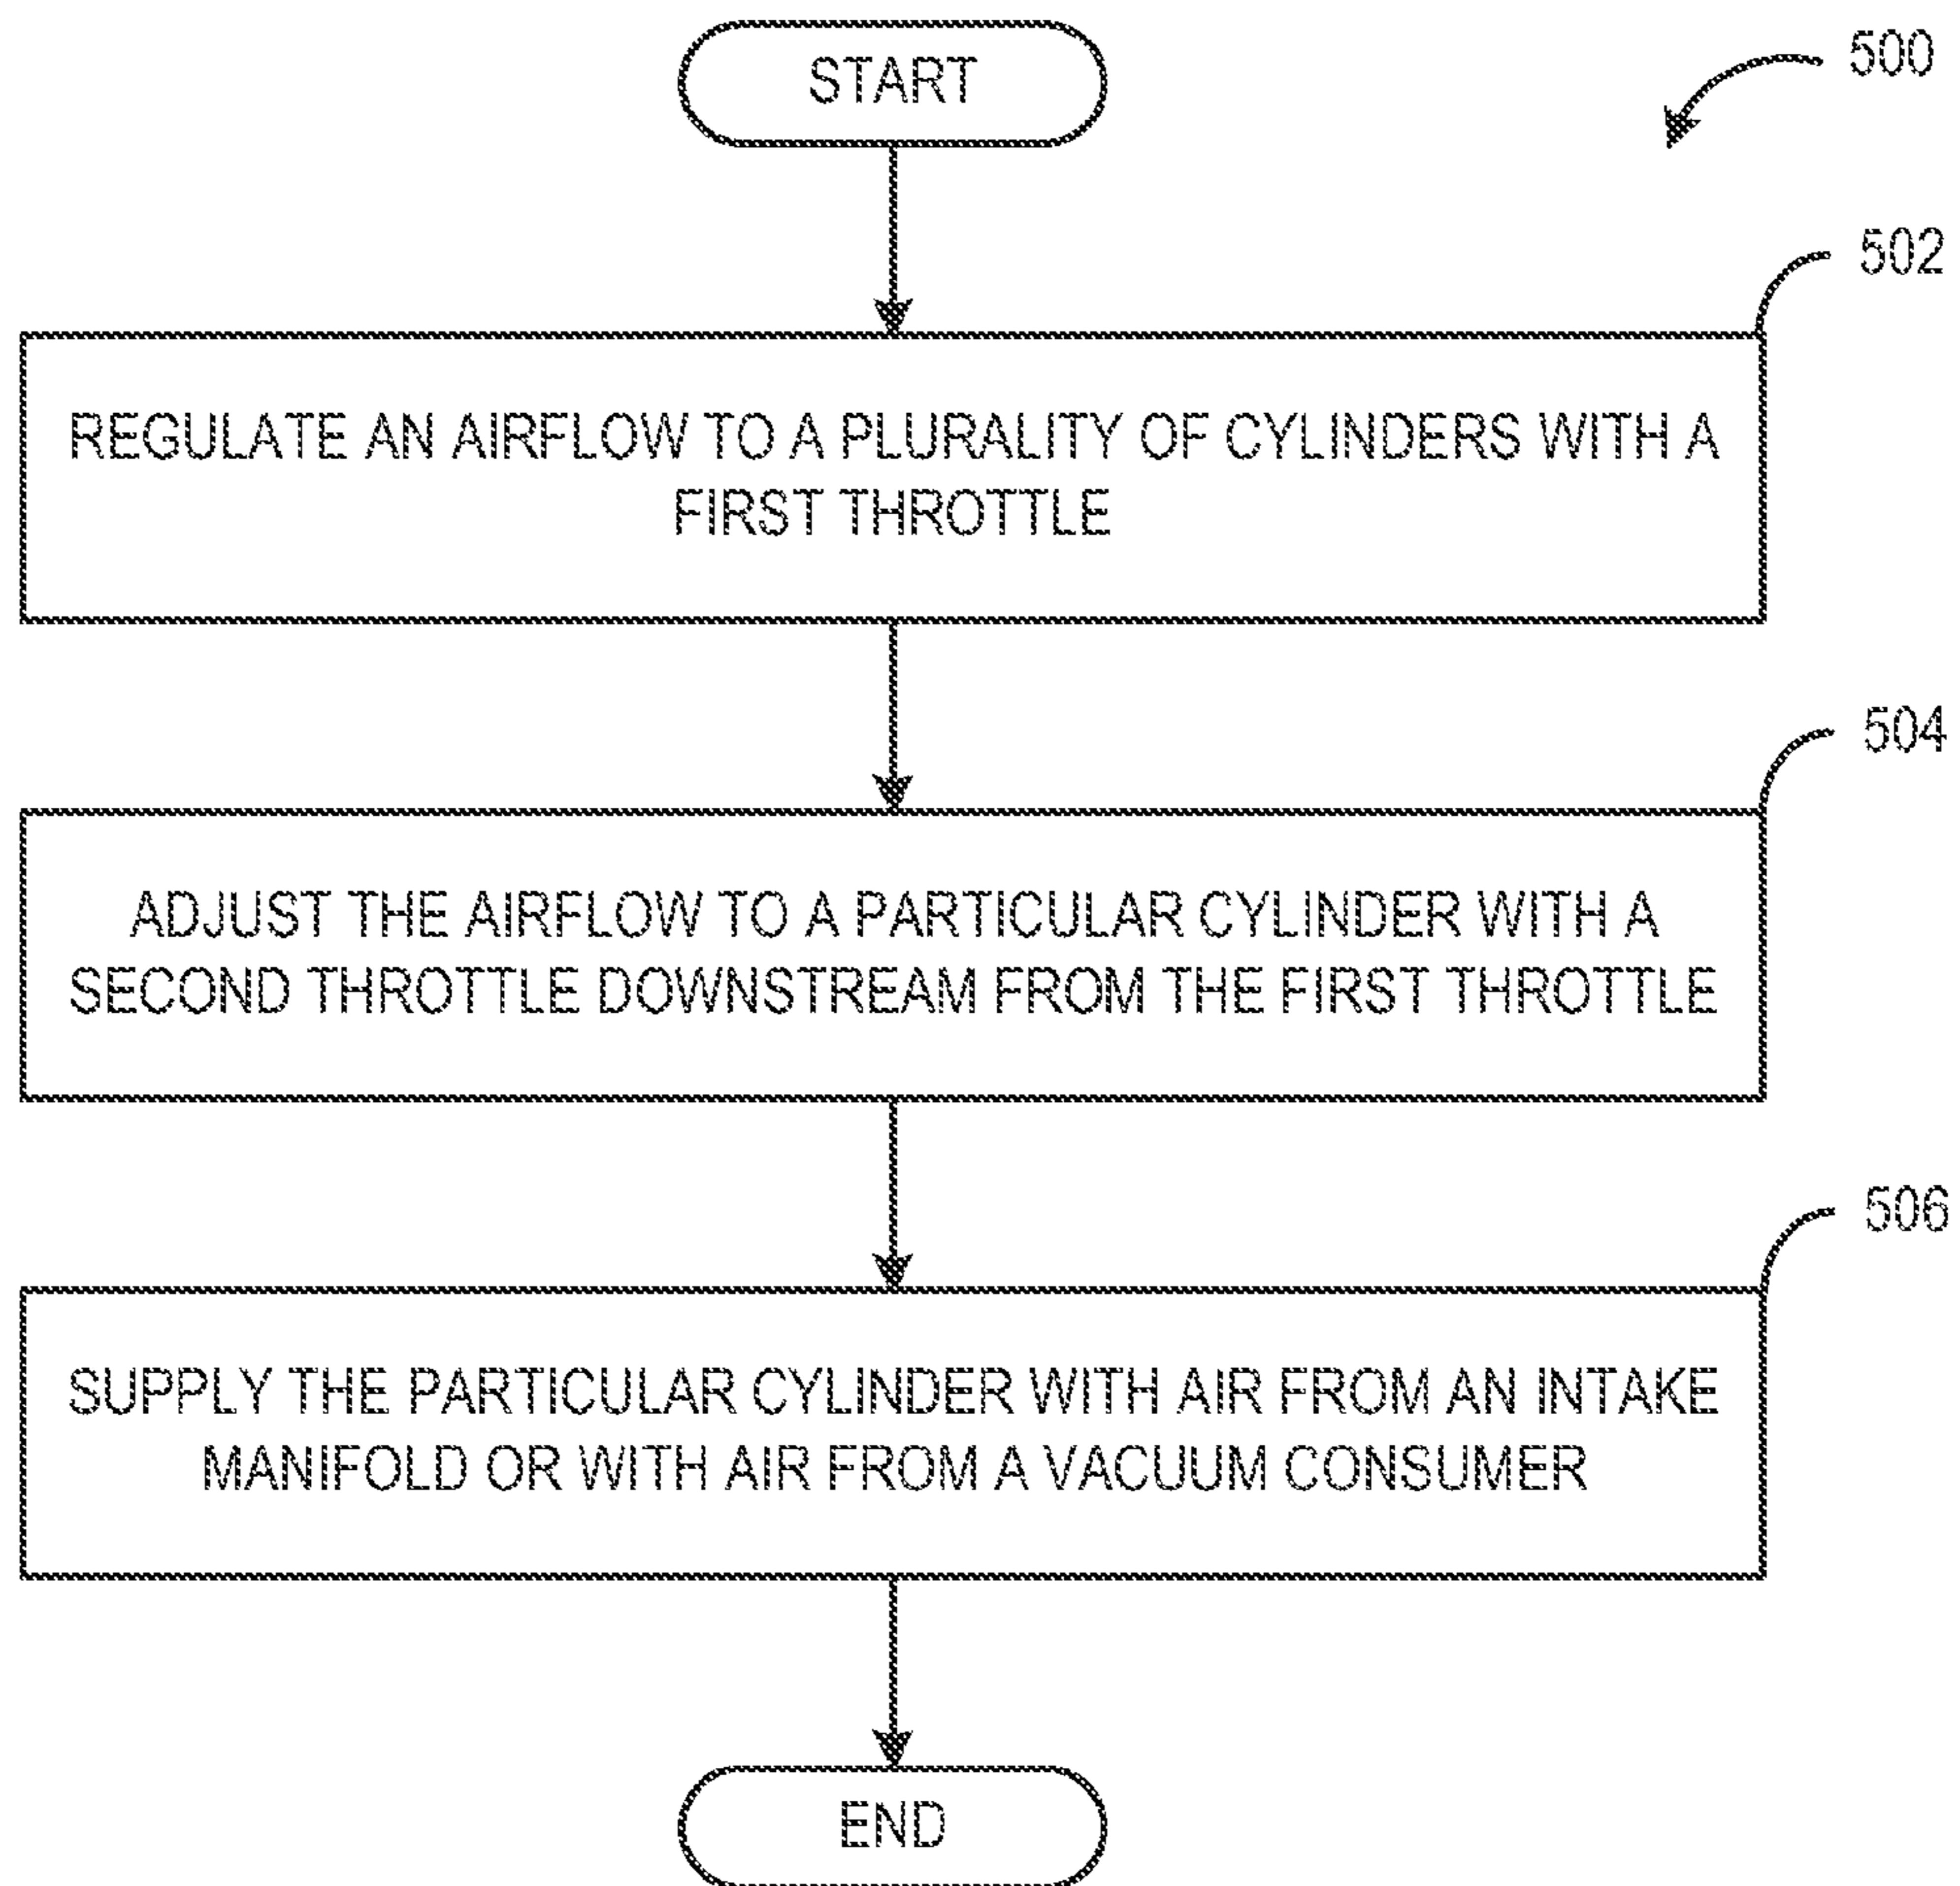 START
500
502
REGULATE AN AIRFLOW TO A PLURALITY OF CYLINDERS WITH A
FIRST THROTTLE
504
ADJUST THE AIRFLOW TO A PARTICULAR CYLINDER WITH A
SECOND THROTTLE DOWNSTREAM FROM THE FIRST THROTTLE
506
SUPPLY THE PARTICULAR CYLINDER WITH AIR FROM AN INTAKE
MANIFOLD OR WITH AIR FROM A VACUUM CONSUMER
END